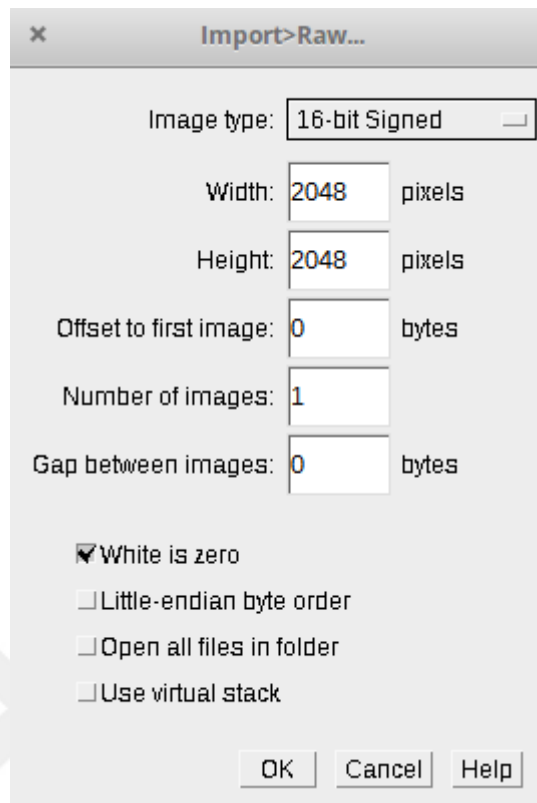 Import>Raw...
Image type: 16-bit Signed
Width: 2048 pixels
Height: 2048 pixels
Offset to first image: 0 bytes
Number of images: 1
Gap between images: 0 bytes
White is zero
Little-endian byte order
Open all files in folder
Use virtual stack
OK Cancel Help